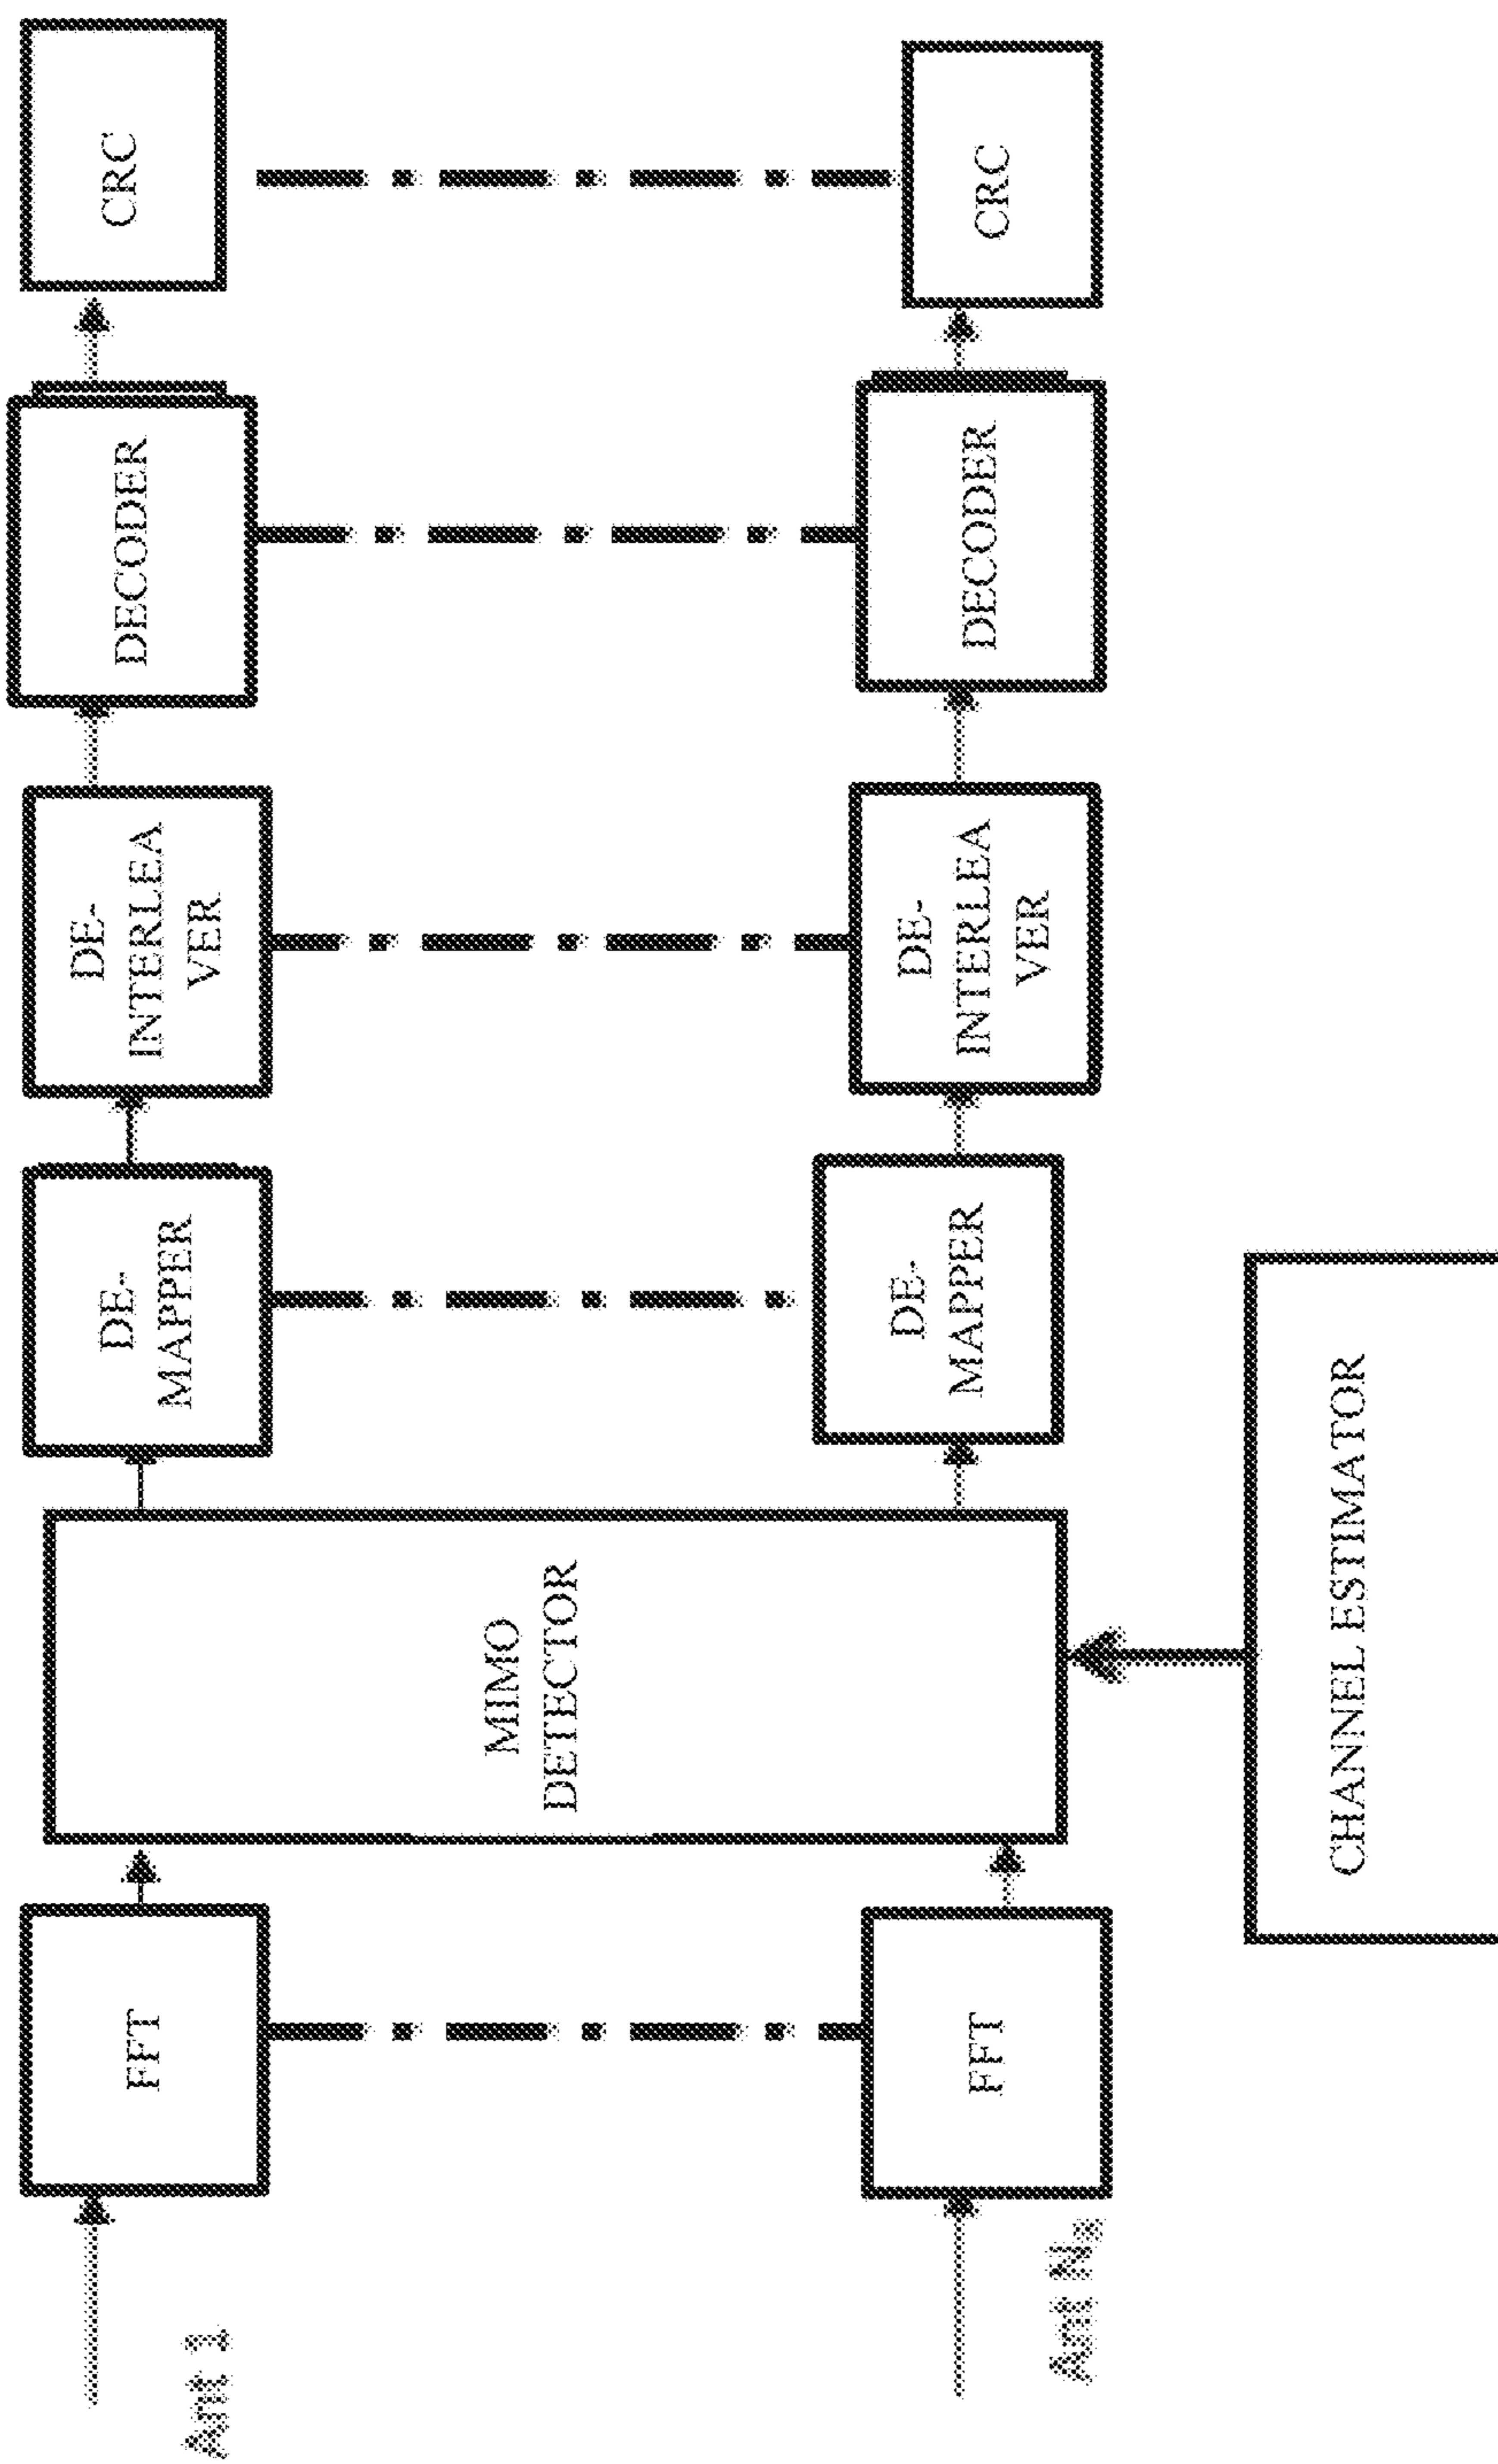 Ant 1
FFT
MIMO
DETECTOR
DE-
MAPPER
DE-
INTERLEA
VER
DECODER
CRC
Ant N
FFT
DE-
MAPPER
DE-
INTERLEA
VER
DECODER
CRC
CHANNEL ESTIMATOR